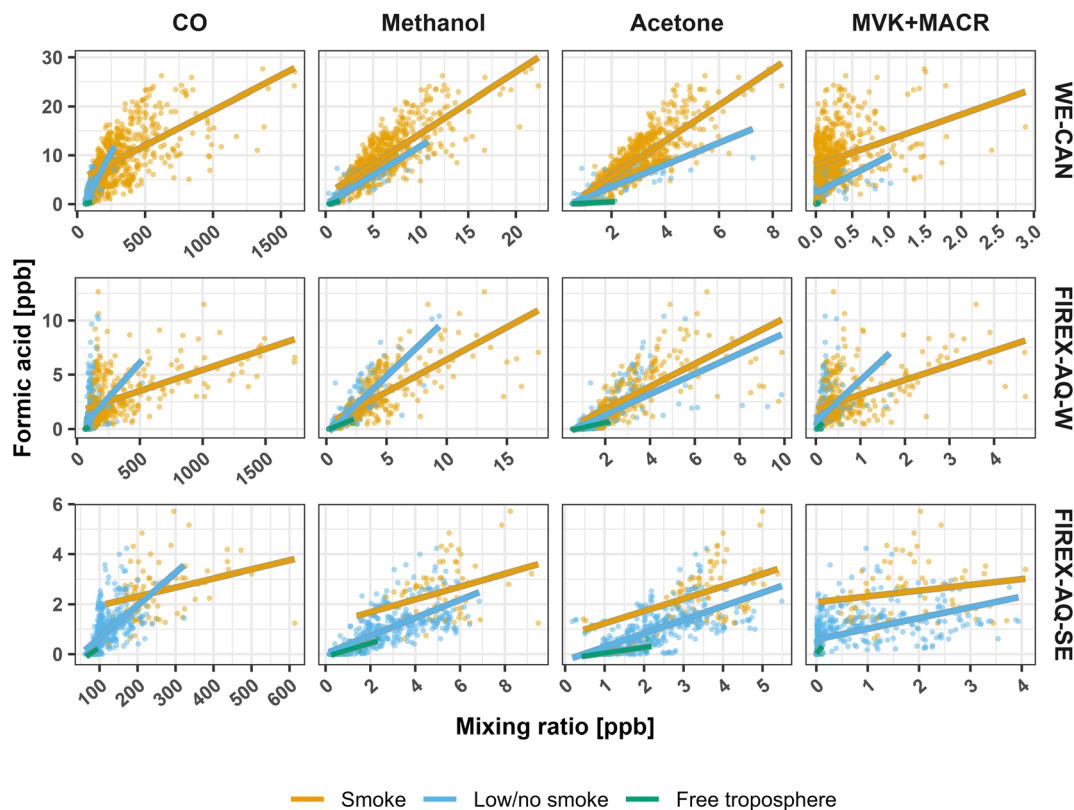 CO Methanol Acetone MVK+MACR
30
20
10
0
0 500 1000 1500
0 5 10 15 20
2 4 6 8
0.0 0.5 1.0 1.5 2.0 2.5 3.0
WE-CAN
10
5
0
0 500 1000 1500
0 5 10 15
0 2 4 6 8 10
0 1 2 3 4
FIREX-AQ-W
6
4
2
0
100 200 300 400 500 600
0 2 4 6 8
0 1 2 3 4 5
0 1 2 3 4
FIREX-AQ-SE
Formic acid [ppb]
Mixing ratio [ppb]
Smoke Low/no smoke Free troposphere